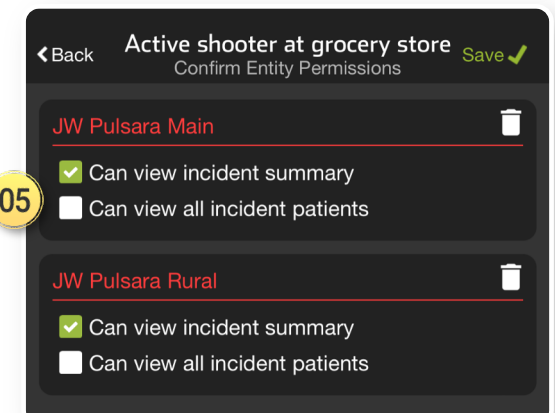 Back
Active shooter at grocery store
Save
Confirm Entity Permissions
JW Pulsara Main
Can view incident summary
05
Can view all incident patients
JW Pulsara Rural
Can view incident summary
Can view all incident patients